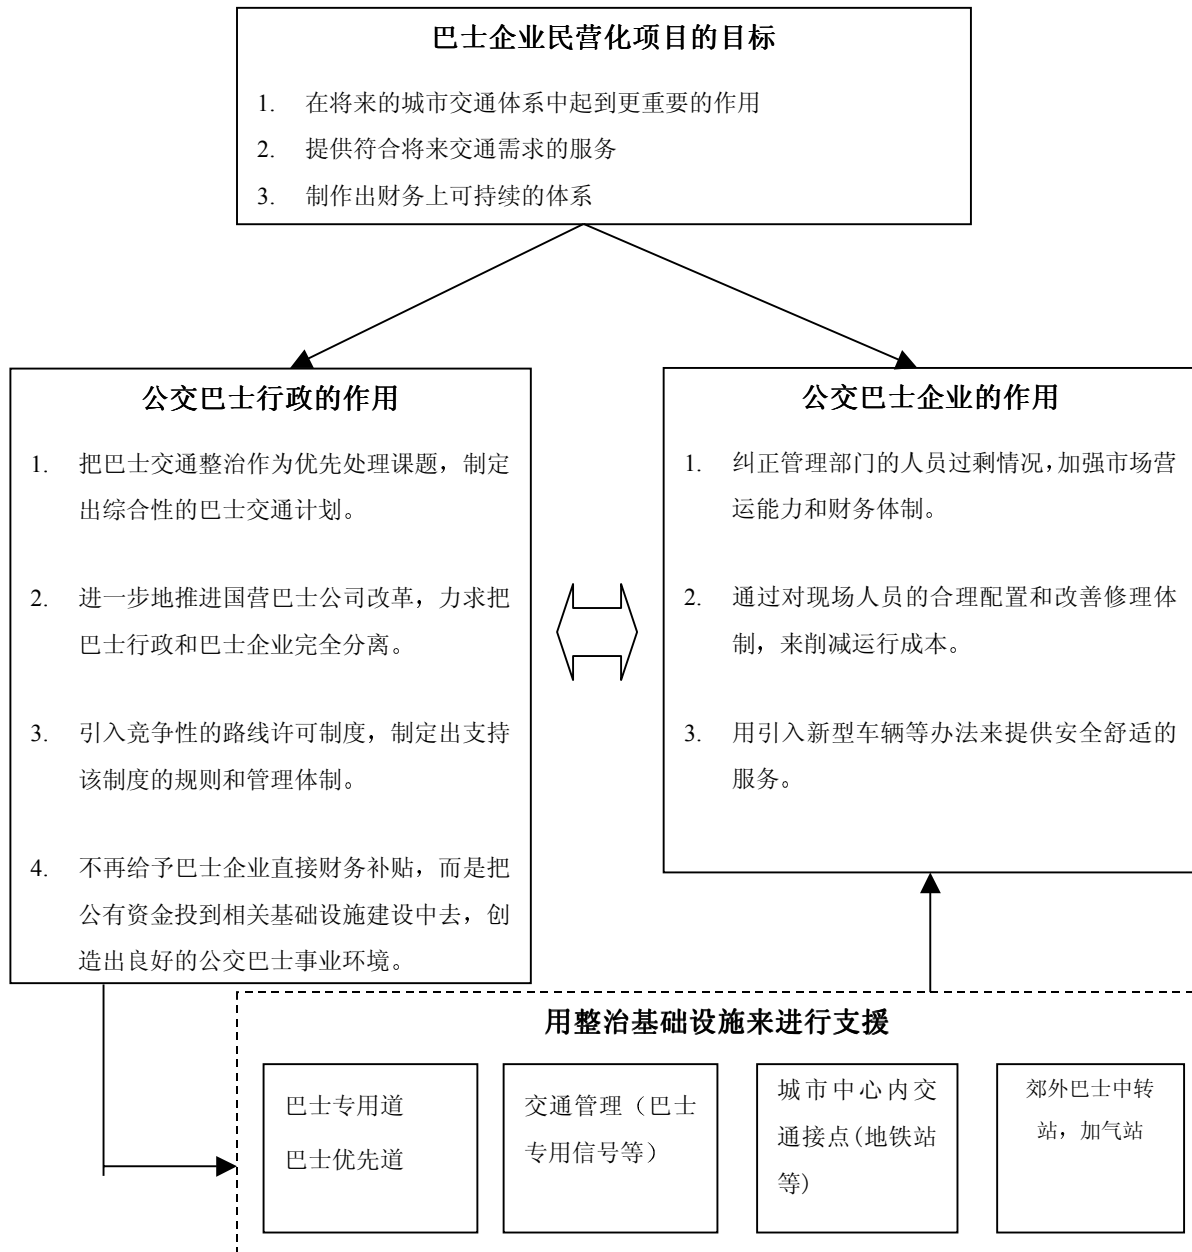 巴士企业民营化项目的目标
1. 在将来的城市交通体系中起到更重要的作用
2. 提供符合将来交通需求的服务
3. 制作出财务上可持续的体系
公交巴士行政的作用
1. 把巴士交通整治作为优先处理课题，制定
出综合性的巴士交通计划。
2. 进一步地推进国营巴士公司改革，力求把
巴士行政和巴士企业完全分离。
3. 引入竞争性的路线许可制度，制定出支持
该制度的规则和管理体制。
4. 不再给予巴士企业直接财务补贴，而是把
公有资金投到相关基础设施建设中去，创
造出良好的公交巴士事业环境。
公交巴士企业的作用
1. 纠正管理部门的人员过剩情况，加强市场营
运能力和财务体制。
2. 通过对现场人员的合理配置和改善修理体
制，来削减运行成本。
3. 用引入新型车辆等办法来提供安全舒适的
服务。
用整治基础设施来进行支援
巴士专用道
巴士优先道
交通管理（巴士
专用信号等）
城市中心内交
通接点(地铁站
等)
郊外巴士中转
站，加气站